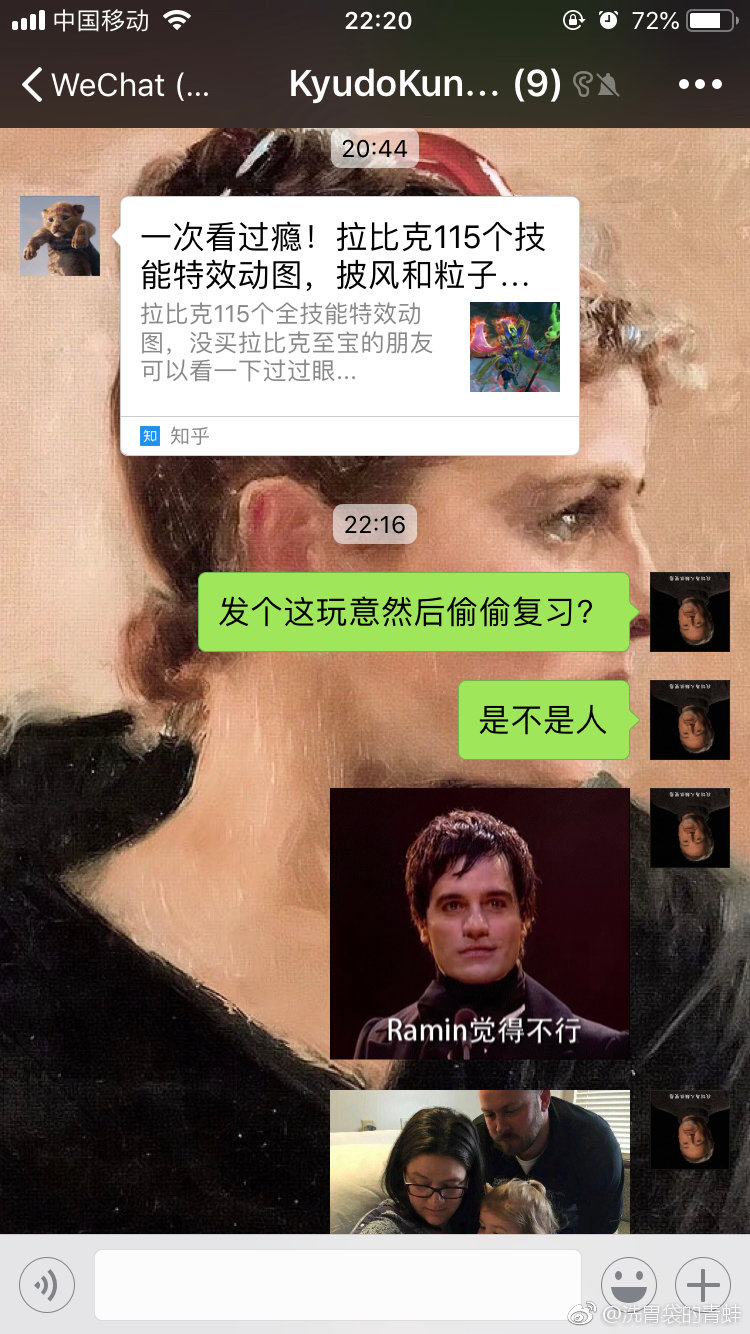 中国移动 22:20 72%
WeChat (... KyudoKun... (9)
20:44
一次看过瘾！拉比克115个技
能特效动图，披风和粒子...
拉比克115个全技能特效动
图，没买拉比克至宝的朋友
可以看一下过过眼...
知 知乎
22:16
发个这玩意然后偷偷复习?
是不是人
Ramin觉得不行
@洗胃袋的青蛙